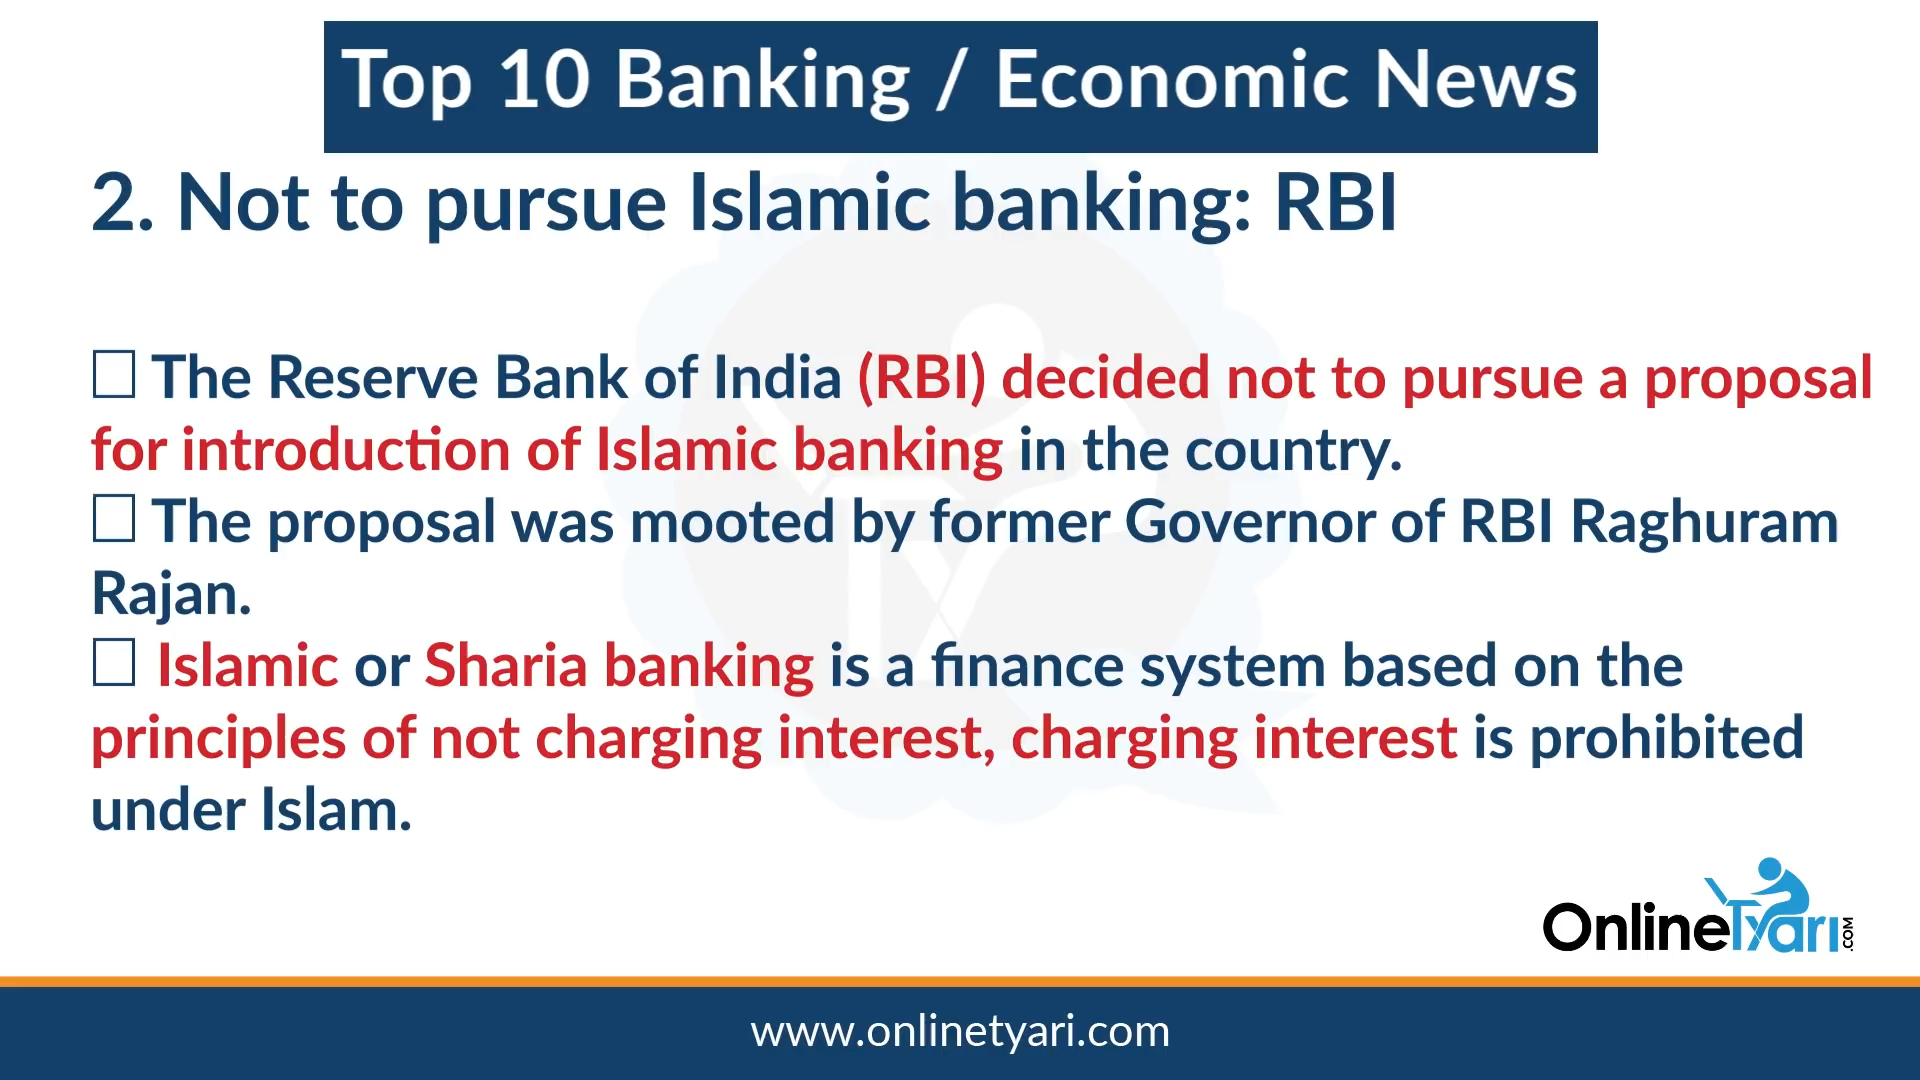 Top 10 Banking / Economic News
2. Not to pursue Islamic banking: RBI
□ The Reserve Bank of India (RBI) decided not to pursue a proposal
for introduction of Islamic banking in the country.
□ The proposal was mooted by former Governor of RBI Raghuram
Rajan.
□ Islamic or Sharia banking is a finance system based on the
principles of not charging interest, charging interest is prohibited
under Islam.
OnlineTyari.com
www.onlinetyari.com